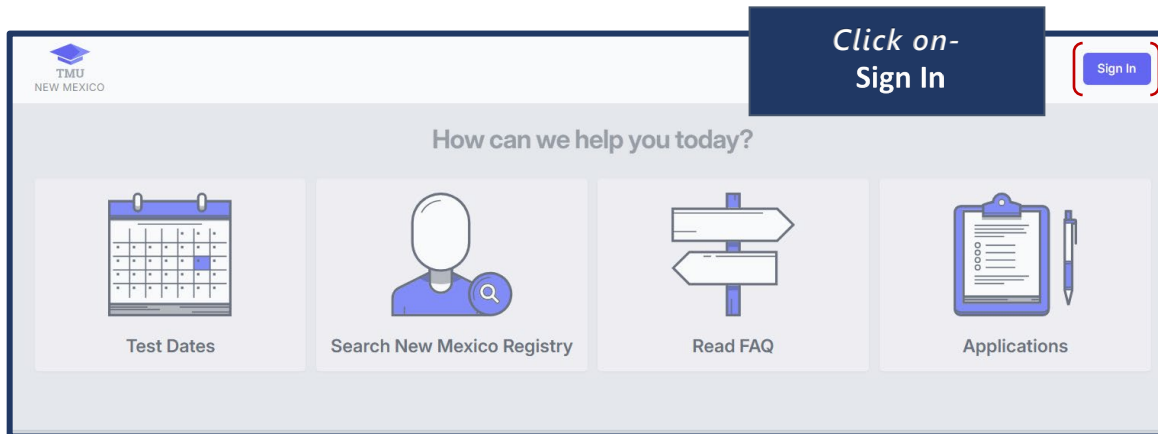 Click on-
Sign In
TMU
NEW MEXICO
Sign In
How can we help you today?
Test Dates
Search New Mexico Registry
Read FAQ
Applications